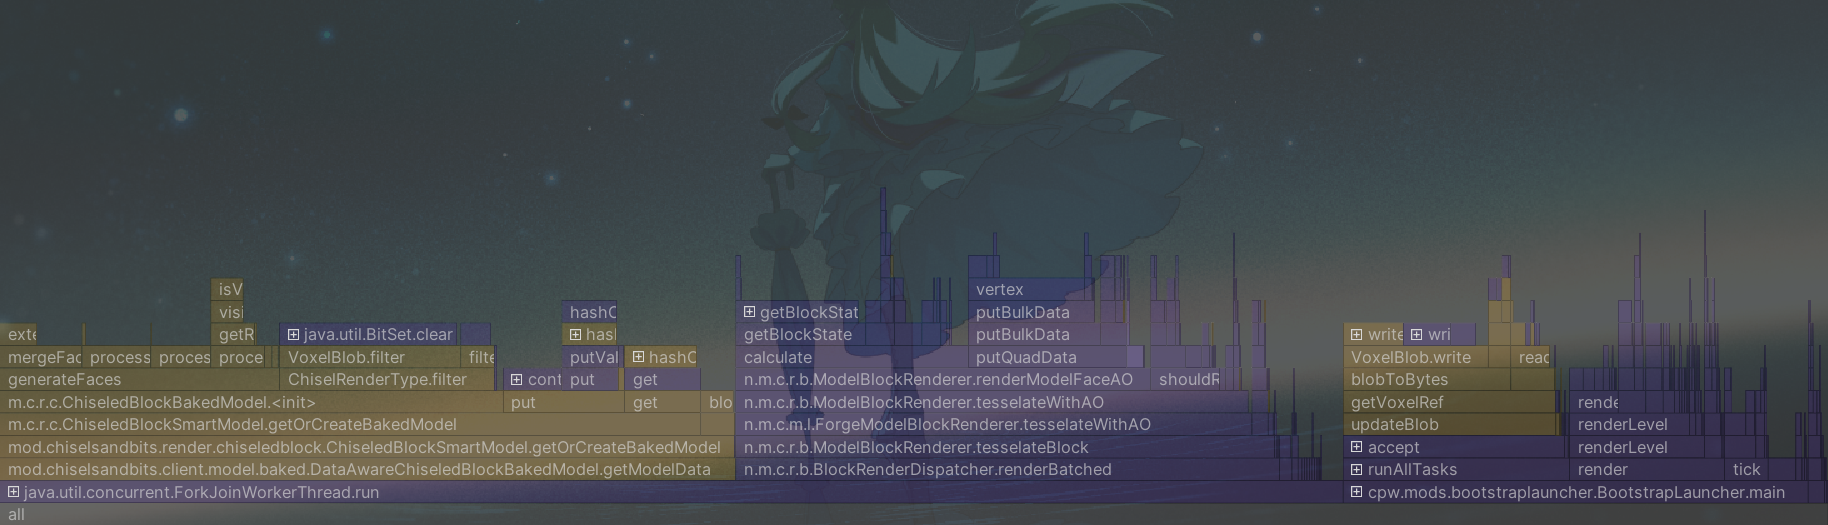 vertex
isV
hashC
getBlockStat
putBulkData
visi
exte
getR
java.util.BitSet.clear
has
getBlockState
putBulkData
write
wri
mergeFac
process
proces
proce
VoxelBlob.filter
filte
putVal
hashC
calculate
putQuadData
VoxelBlob.write
read
generateFaces
ChiselRenderType.filter
cont
put
get
n.m.c.r.b.ModelBlockRenderer.renderModelFaceAO
shouldR
blobToBytes
m.c.r.c.ChiseledBlockBakedModel.<init>
put
get
blo
n.m.c.r.b.ModelBlockRenderer.tesselateWithAO
getVoxelRef
rende
m.c.r.c.ChiseledBlockSmartModel.getOrCreateBakedModel
n.m.c.m.l.ForgeModelBlockRenderer.tesselateWithAO
updateBlob
renderLevel
mod.chiselsandbits.render.chiseledblock.ChiseledBlockSmartModel.getOrCreateBakedModel
n.m.c.r.b.ModelBlockRenderer.tesselateBlock
accept
renderLevel
mod.chiselsandbits.client.model.baked.DataAwareChiseledBlockBakedModel.getModelData
n.m.c.r.b.BlockRenderDispatcher.renderBatched
runAllTasks
render
tick
java.util.concurrent.ForkJoinWorkerThread.run
cpw.mods.bootstraplauncher.BootstrapLauncher.main
all